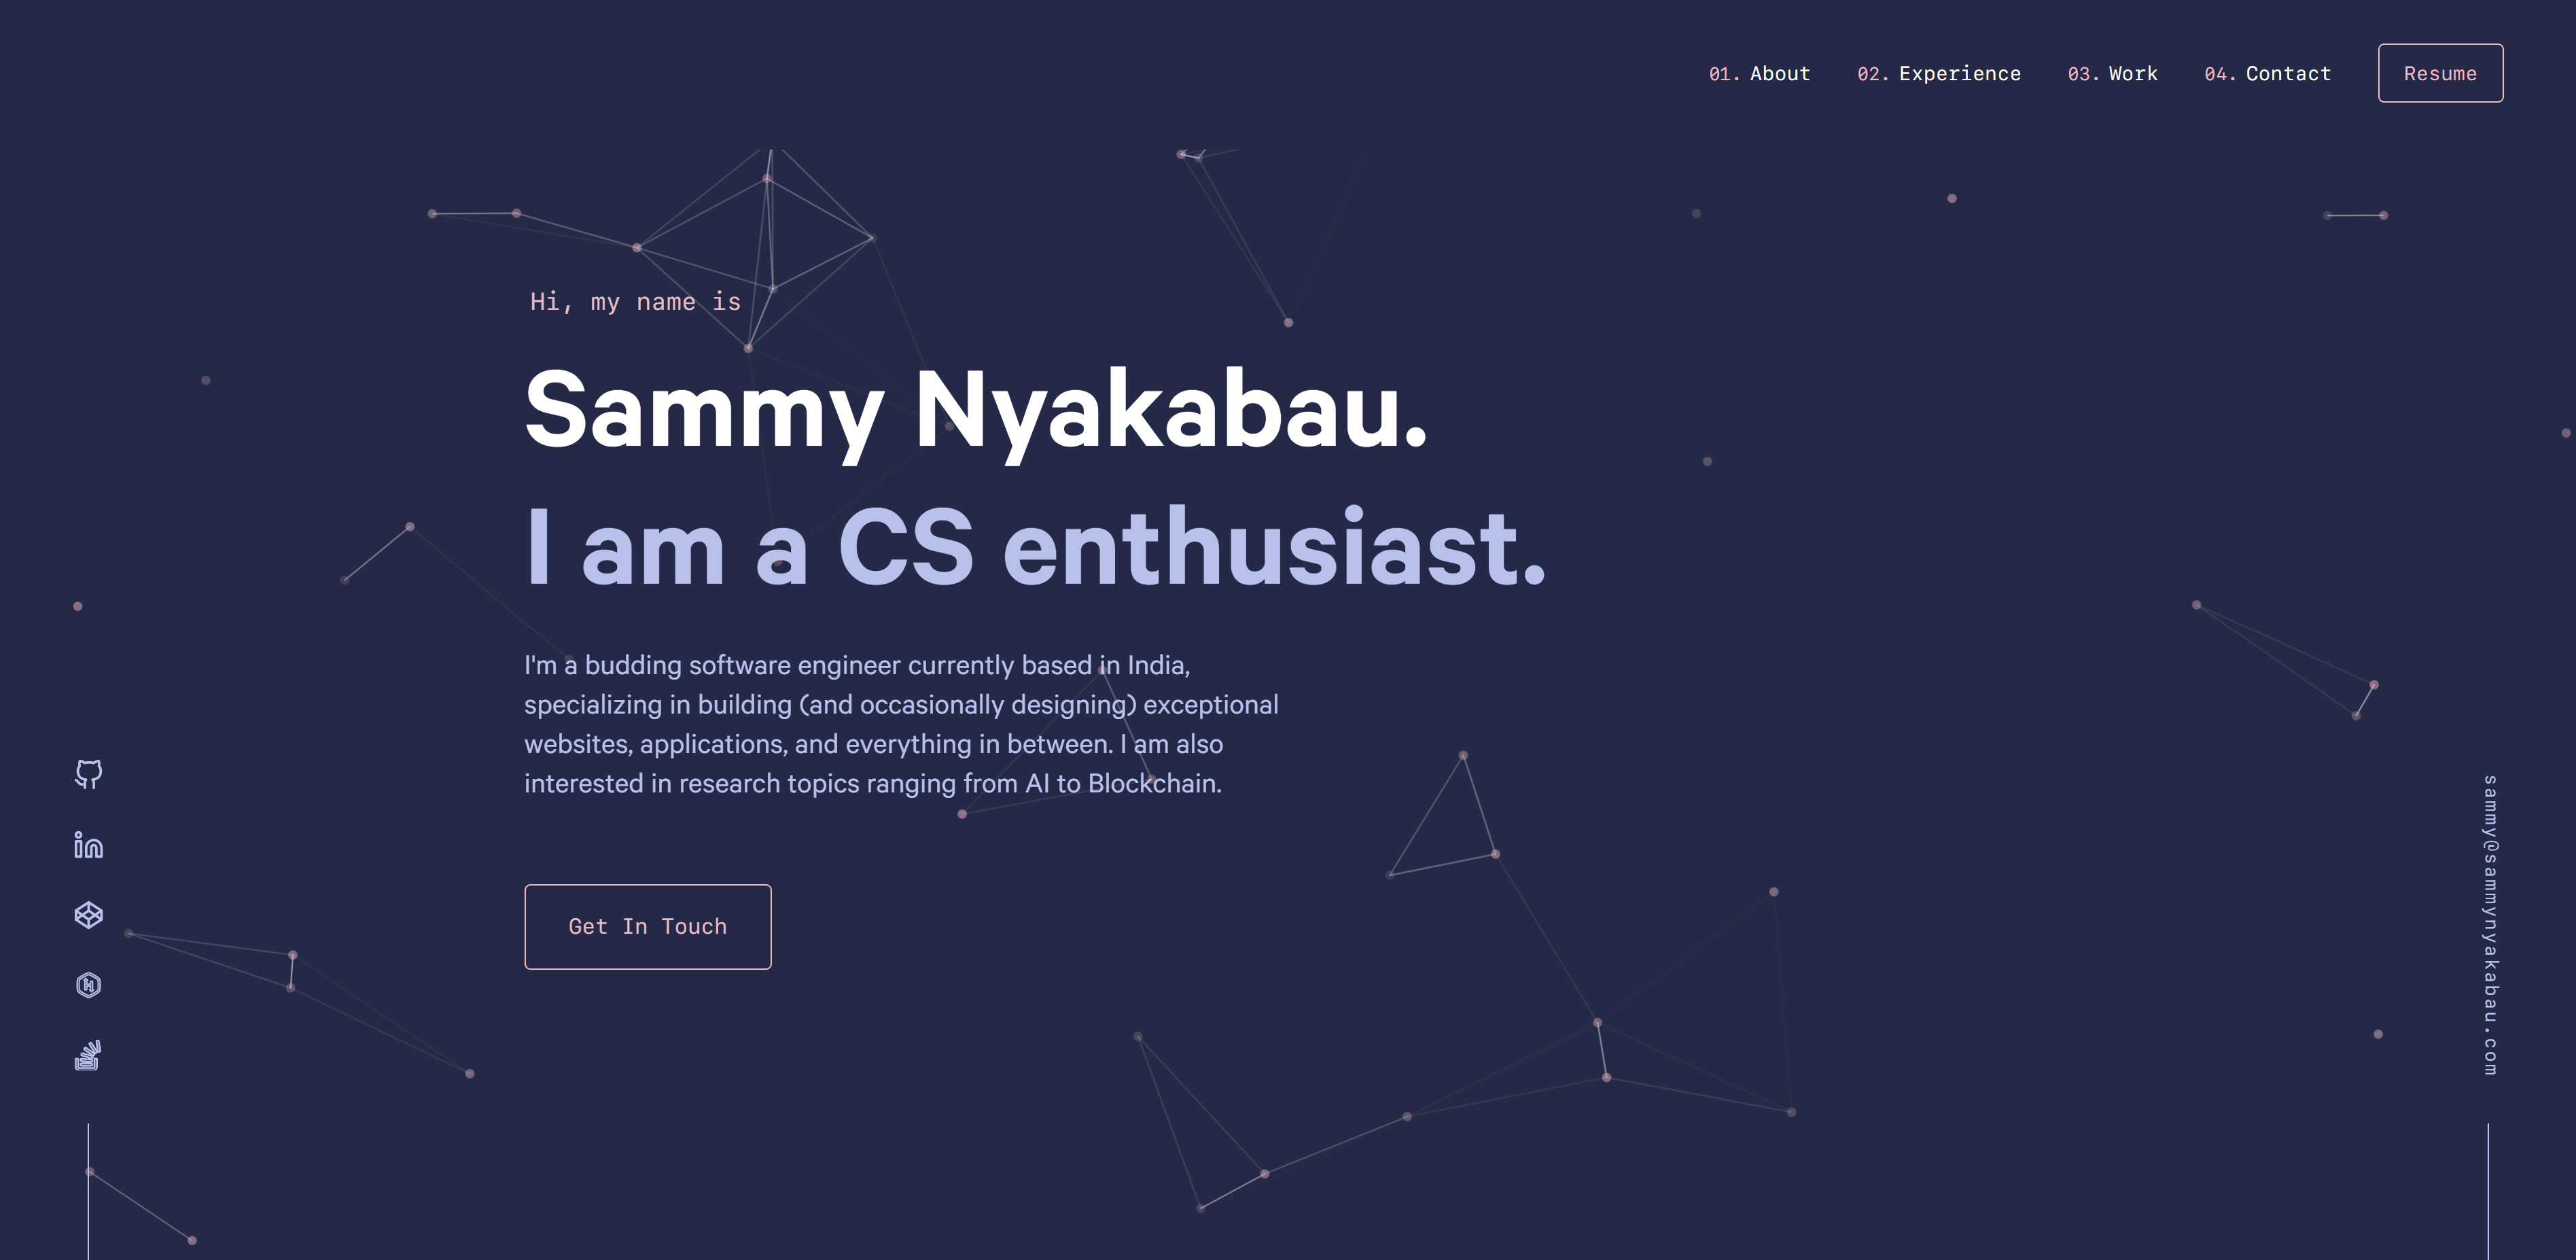 01. About 02. Experience 03. Work 04. Contact Resume
Hi, my name is
Sammy Nyakabau.
I am a CS enthusiast.
I'm a budding software engineer currently based in India,
specializing in building (and occasionally designing) exceptional
websites, applications, and everything in between. I am also
interested in research topics ranging from AI to Blockchain.
Get In Touch
sammy@sammynyakabau.com